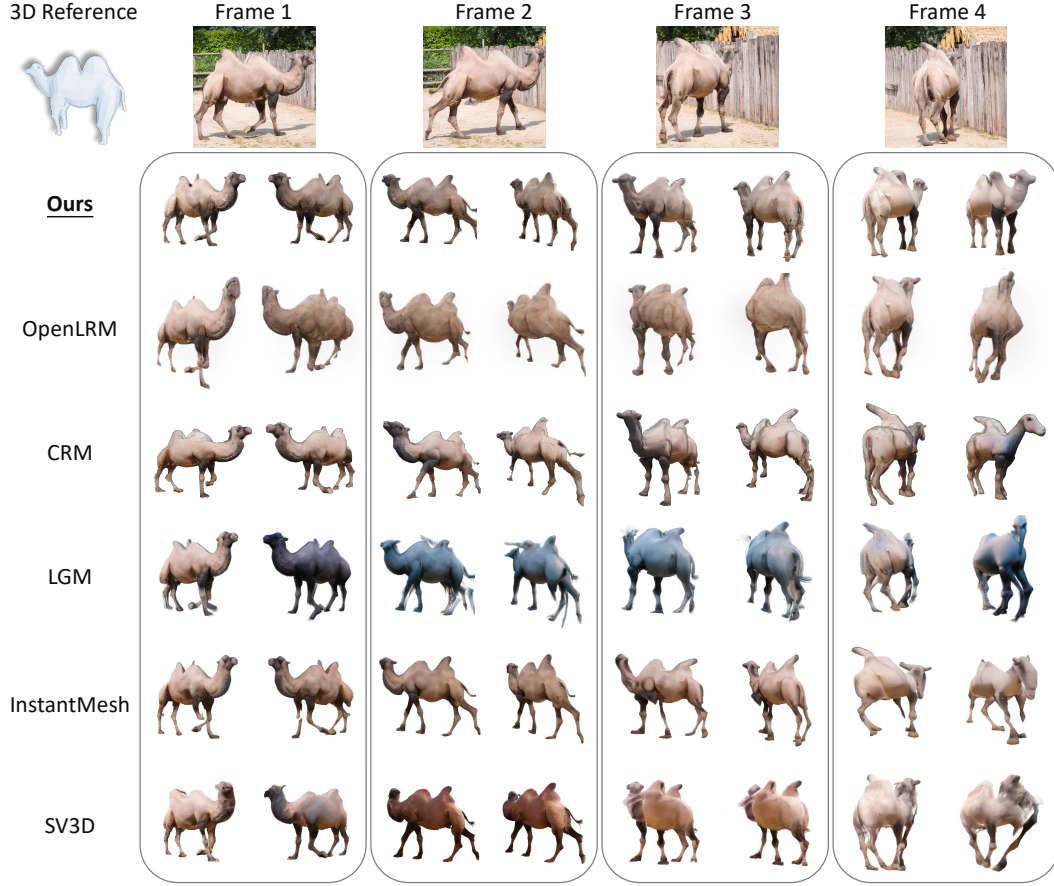 3D Reference
Frame 1
Frame 2
Frame 3
Frame 4
Ours
OpenLRM
CRM
LGM
InstantMesh
SV3D